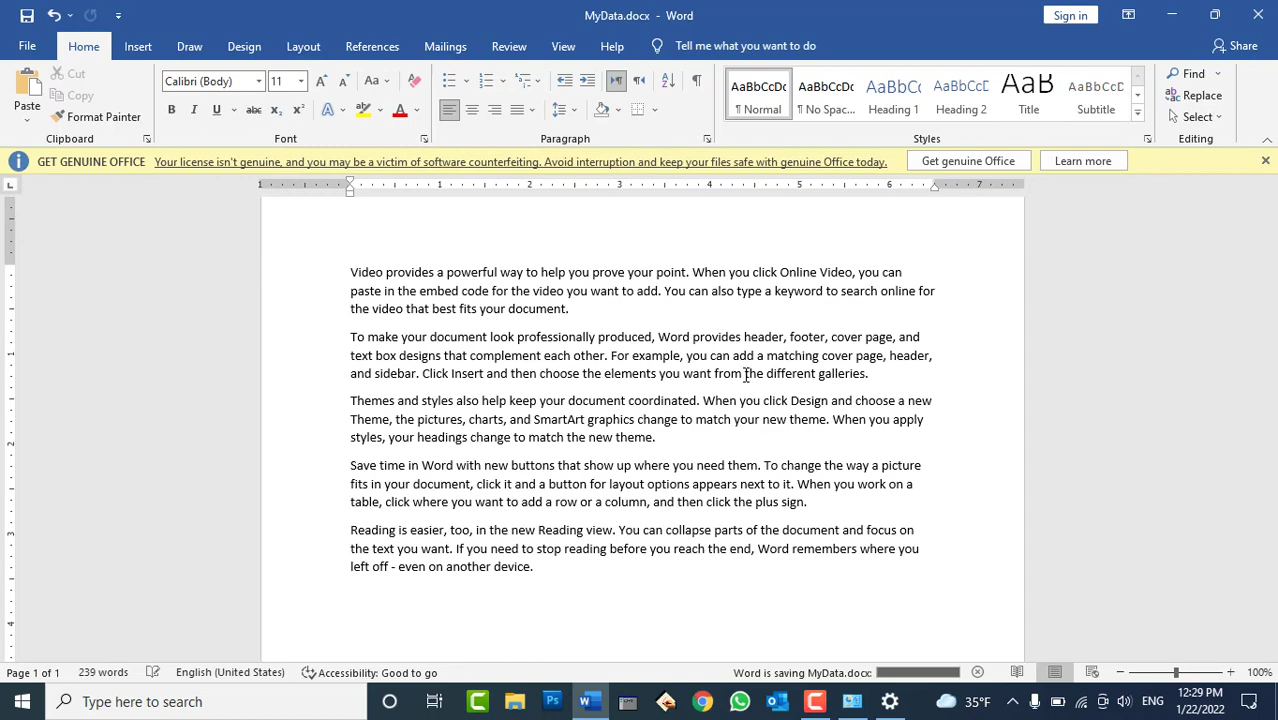 MyData.docx - Word
Sign in
File Home Insert Draw Design Layout References Mailings Review View Help Tell me what you want to do Share
Paste
Cut
Copy
Format Painter
Clipboard
Calibri (Body) 11
Aa
B I U abc x₂ x² A A
Font
Paragraph
AaBbCcDc
¶ Normal
AaBbCcDc
¶ No Spac...
AaBbCc
Heading 1
AaBbCcD
Heading 2
AaB
Title
AaBbCcD
Subtitle
Styles
Find
Replace
Select
Editing
GET GENUINE OFFICE Your license isn't genuine, and you may be a victim of software counterfeiting. Avoid interruption and keep your files safe with genuine Office today. Get genuine Office Learn more
1 1 2 3 4 5 6 7
Video provides a powerful way to help you prove your point. When you click Online Video, you can
paste in the embed code for the video you want to add. You can also type a keyword to search online for
the video that best fits your document.
To make your document look professionally produced, Word provides header, footer, cover page, and
text box designs that complement each other. For example, you can add a matching cover page, header,
and sidebar. Click Insert and then choose the elements you want from the different galleries.
Themes and styles also help keep your document coordinated. When you click Design and choose a new
Theme, the pictures, charts, and SmartArt graphics change to match your new theme. When you apply
styles, your headings change to match the new theme.
Save time in Word with new buttons that show up where you need them. To change the way a picture
fits in your document, click it and a button for layout options appears next to it. When you work on a
table, click where you want to add a row or a column, and then click the plus sign.
Reading is easier, too, in the new Reading view. You can collapse parts of the document and focus on
the text you want. If you need to stop reading before you reach the end, Word remembers where you
left off - even on another device.
1
2
3
4
Page 1 of 1 239 words English (United States) Accessibility: Good to go Word is saving MyData.docx 100%
Type here to search
35°F
ENG
12:29 PM
1/22/2022